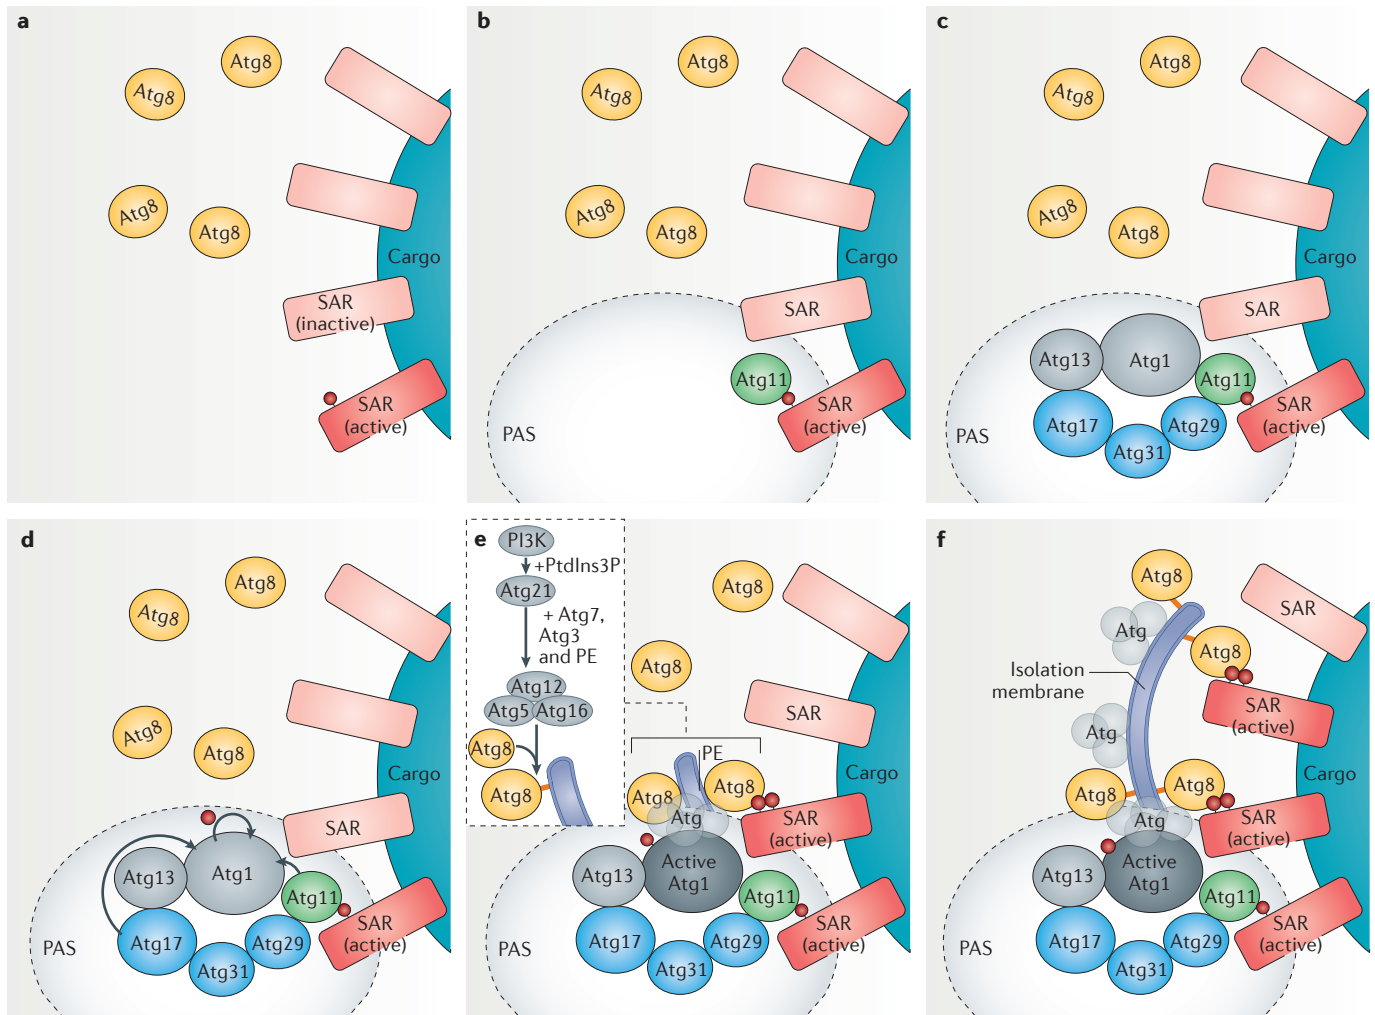 a
Atg8
Atg8
Atg8
Atg8
Cargo
SAR
(inactive)
SAR
(active)
b
Atg8
Atg8
Atg8
Atg8
Cargo
SAR
Atg11
SAR
(active)
PAS
c
Atg8
Atg8
Atg8
Atg8
Cargo
SAR
Atg13
Atg1
Atg11
SAR
(active)
Atg17
Atg29
Atg31
PAS
d
Atg8
Atg8
Atg8
Atg8
Cargo
SAR
Atg13
Atg1
Atg11
SAR
(active)
Atg17
Atg29
Atg31
PAS
e
PI3K
+PtdIns3P
Atg21
+ Atg7,
Atg3
and PE
Atg12
Atg5
Atg16
Atg8
Atg8
Atg8
Atg8
SAR
PE
Atg8
Atg8
Cargo
Atg
SAR
(active)
Active
Atg1
Atg13
Atg11
SAR
(active)
Atg17
Atg29
Atg31
PAS
f
Atg8
SAR
Atg
Atg8
Isolation
membrane
SAR
(active)
Atg
Cargo
Atg8
Atg8
Atg
SAR
(active)
Active
Atg1
Atg13
Atg11
SAR
(active)
Atg17
Atg29
Atg31
PAS